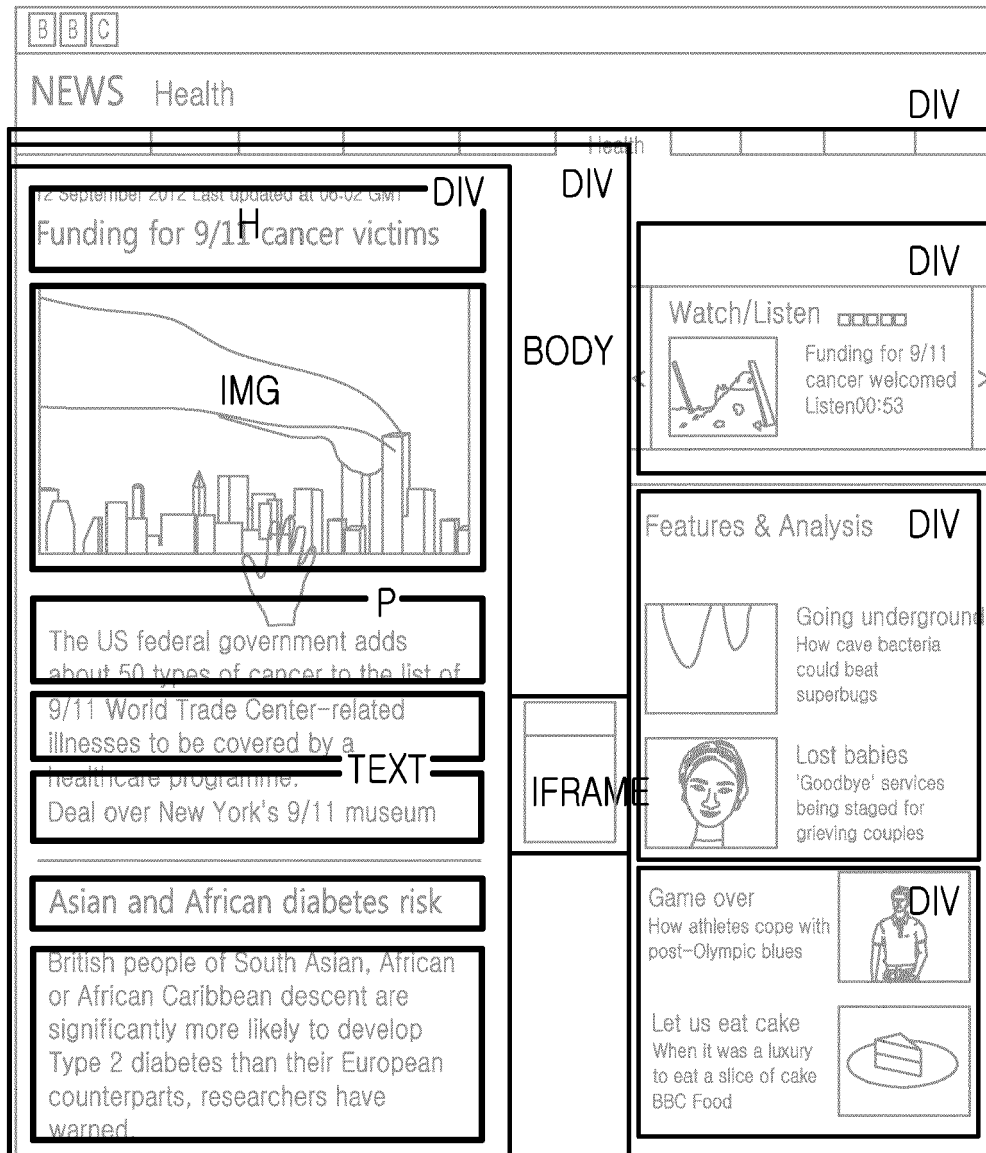 BBC
NEWS Health
DIV
Health
12 September 2012 Last updated at 06:02 GMT
DIV
DIV
H
Funding for 9/11 cancer victims
IMG
BODY
P
The US federal government adds
about 50 types of cancer to the list of
9/11 World Trade Center-related
illnesses to be covered by a
healthcare programme.
TEXT
Deal over New York's 9/11 museum
IFRAME
Asian and African diabetes risk
British people of South Asian, African
or African Caribbean descent are
significantly more likely to develop
Type 2 diabetes than their European
counterparts, researchers have
warned.
DIV
Watch/Listen
Funding for 9/11
cancer welcomed
Listen00:53
< >
Features & Analysis
DIV
Going underground
How cave bacteria
could beat
superbugs
Lost babies
'Goodbye' services
being staged for
grieving couples
DIV
Game over
How athletes cope with
post-Olympic blues
Let us eat cake
When it was a luxury
to eat a slice of cake
BBC Food